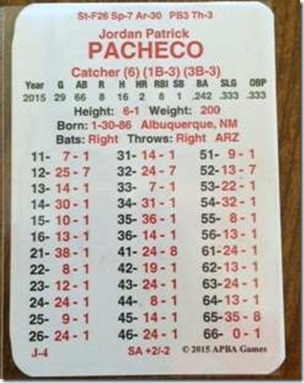 St-F26 Sp-7 Ar-30 PB3 Th-3
Jordan Patrick
PACHECO
Catcher (6) (1B-3) (3B-3)
Year G AB R H HR RBI SB BA SLG OBP
2015 29 66 8 16 2 8 1 .242 .333 .333
Height: 6-1 Weight: 200
Born: 1-30-86 Albuquerque, NM
Bats: Right Throws: Right ARZ
11- 7 - 1 31- 14 - 1 51- 9 - 1
12- 25 - 7 32- 24 - 7 52- 13 - 7
13- 14 - 1 33- 7 - 1 53- 22 - 1
14- 30 - 1 34- 31 - 1 54- 32 - 1
15- 10 - 1 35- 36 - 1 55- 8 - 1
16- 13 - 1 36- 14 - 1 56- 13 - 1
21- 38 - 1 41- 24 - 8 61- 24 - 1
22- 8 - 1 42- 19 - 1 62- 13 - 1
23- 12 - 1 43- 24 - 1 63- 24 - 1
24- 24 - 1 44- 8 - 1 64- 13 - 1
25- 9 - 1 45- 14 - 1 65- 35 - 8
26- 24 - 1 46- 24 - 1 66- 0 - 1
J-4 SA +2/-2 © 2015 APBA Games